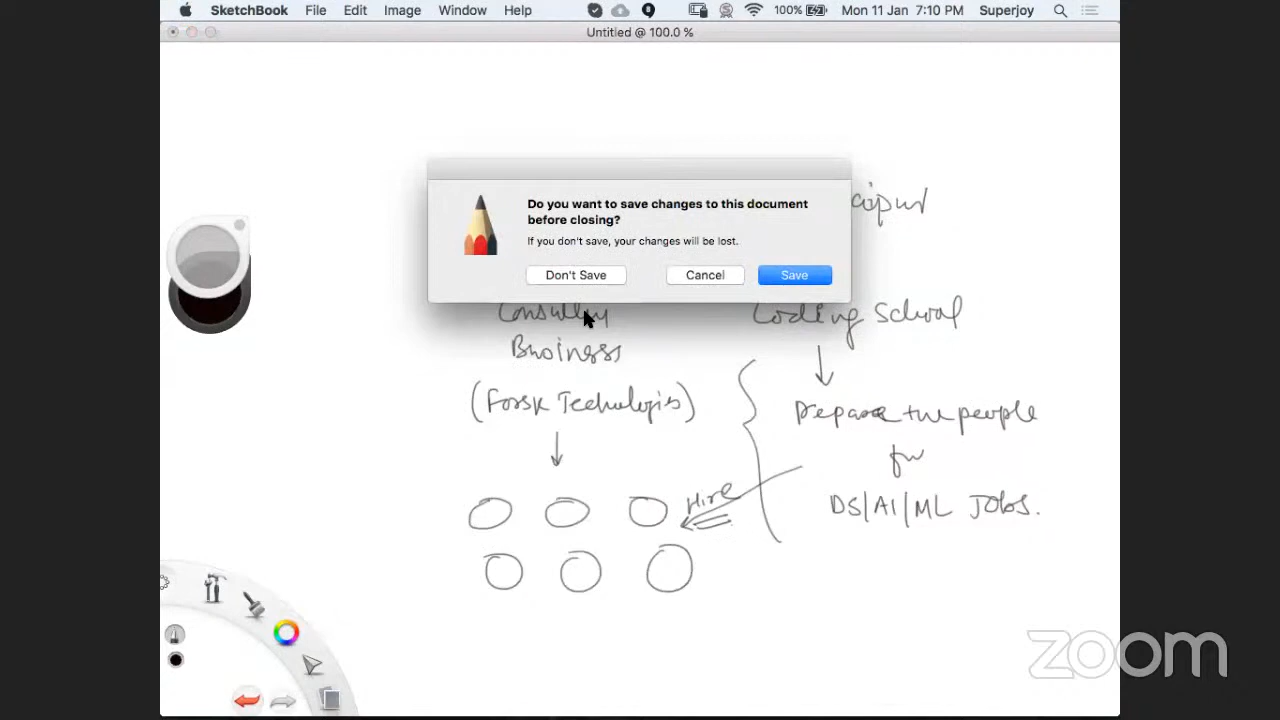 SketchBook File Edit Image Window Help 100% Mon 11 Jan 7:10 PM Superjoy
Untitled @ 100.0 %
Do you want to save changes to this document
before closing?
If you don't save, your changes will be lost.
Don't Save Cancel Save
Consulting
Business
(Forsk Technologies)
Hire
Coding School
Prepare the people
for
DS/AI/ML JOBS.
zoom